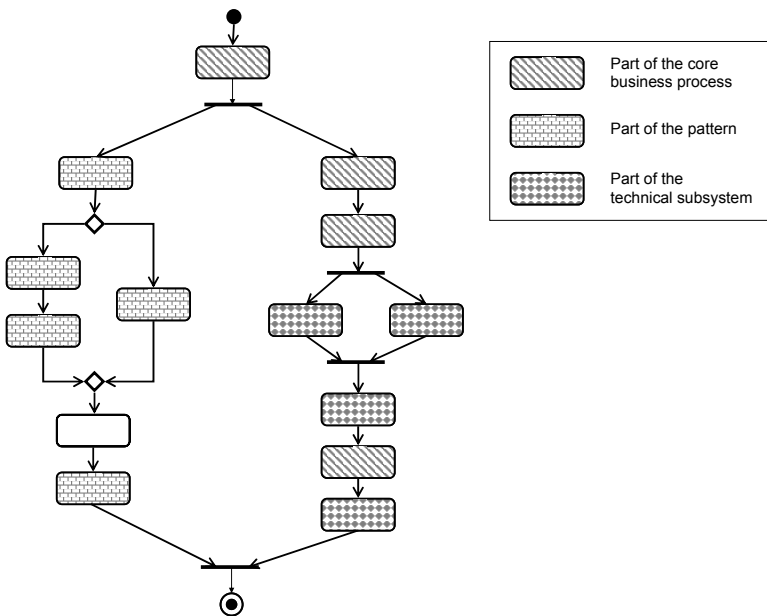 Part of the core
business process
Part of the pattern
Part of the
technical subsystem